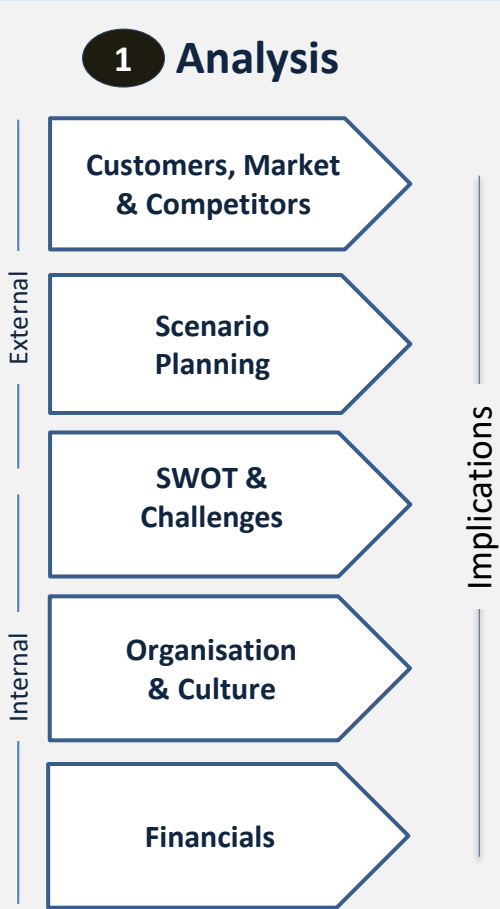 1 Analysis
External
Customers, Market
& Competitors
Scenario
Planning
SWOT &
Challenges
Internal
Organisation
& Culture
Financials
Implications